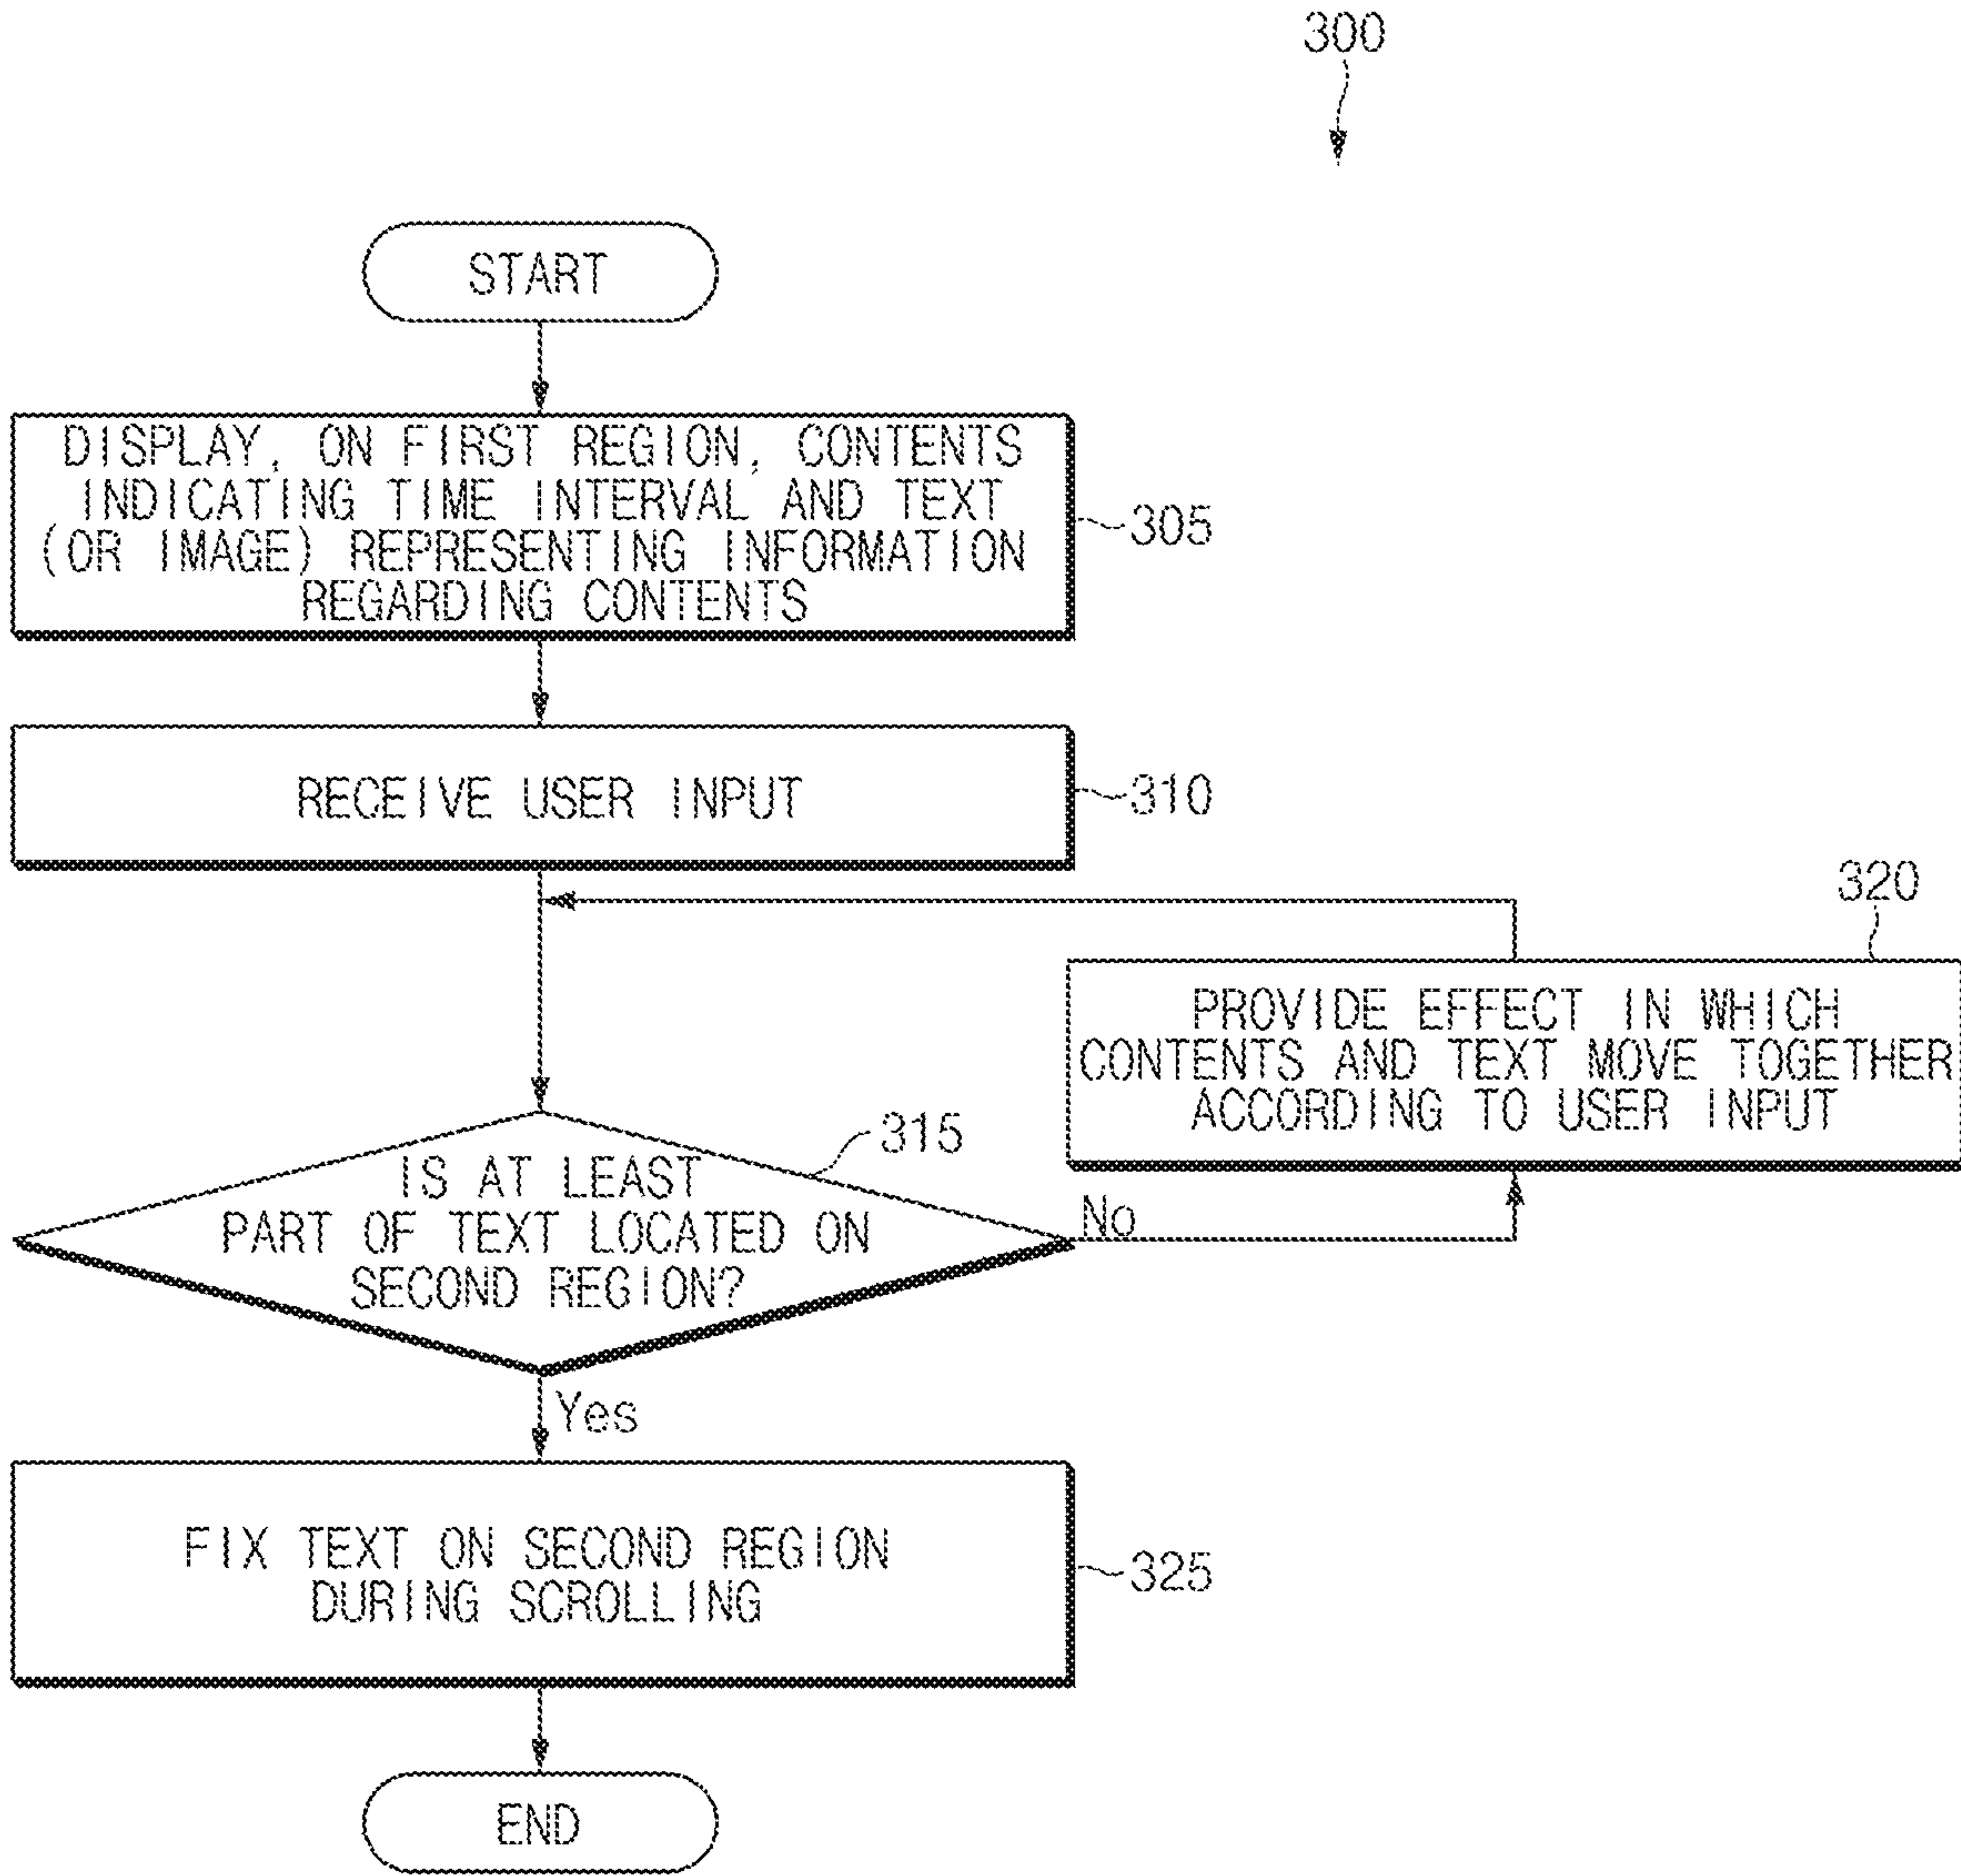 300
START
DISPLAY, ON FIRST REGION, CONTENTS
INDICATING TIME INTERVAL AND TEXT
(OR IMAGE) REPRESENTING INFORMATION
REGARDING CONTENTS
305
RECEIVE USER INPUT
310
320
PROVIDE EFFECT IN WHICH
CONTENTS AND TEXT MOVE TOGETHER
ACCORDING TO USER INPUT
315
IS AT LEAST
PART OF TEXT LOCATED ON
SECOND REGION?
No
Yes
FIX TEXT ON SECOND REGION
DURING SCROLLING
325
END